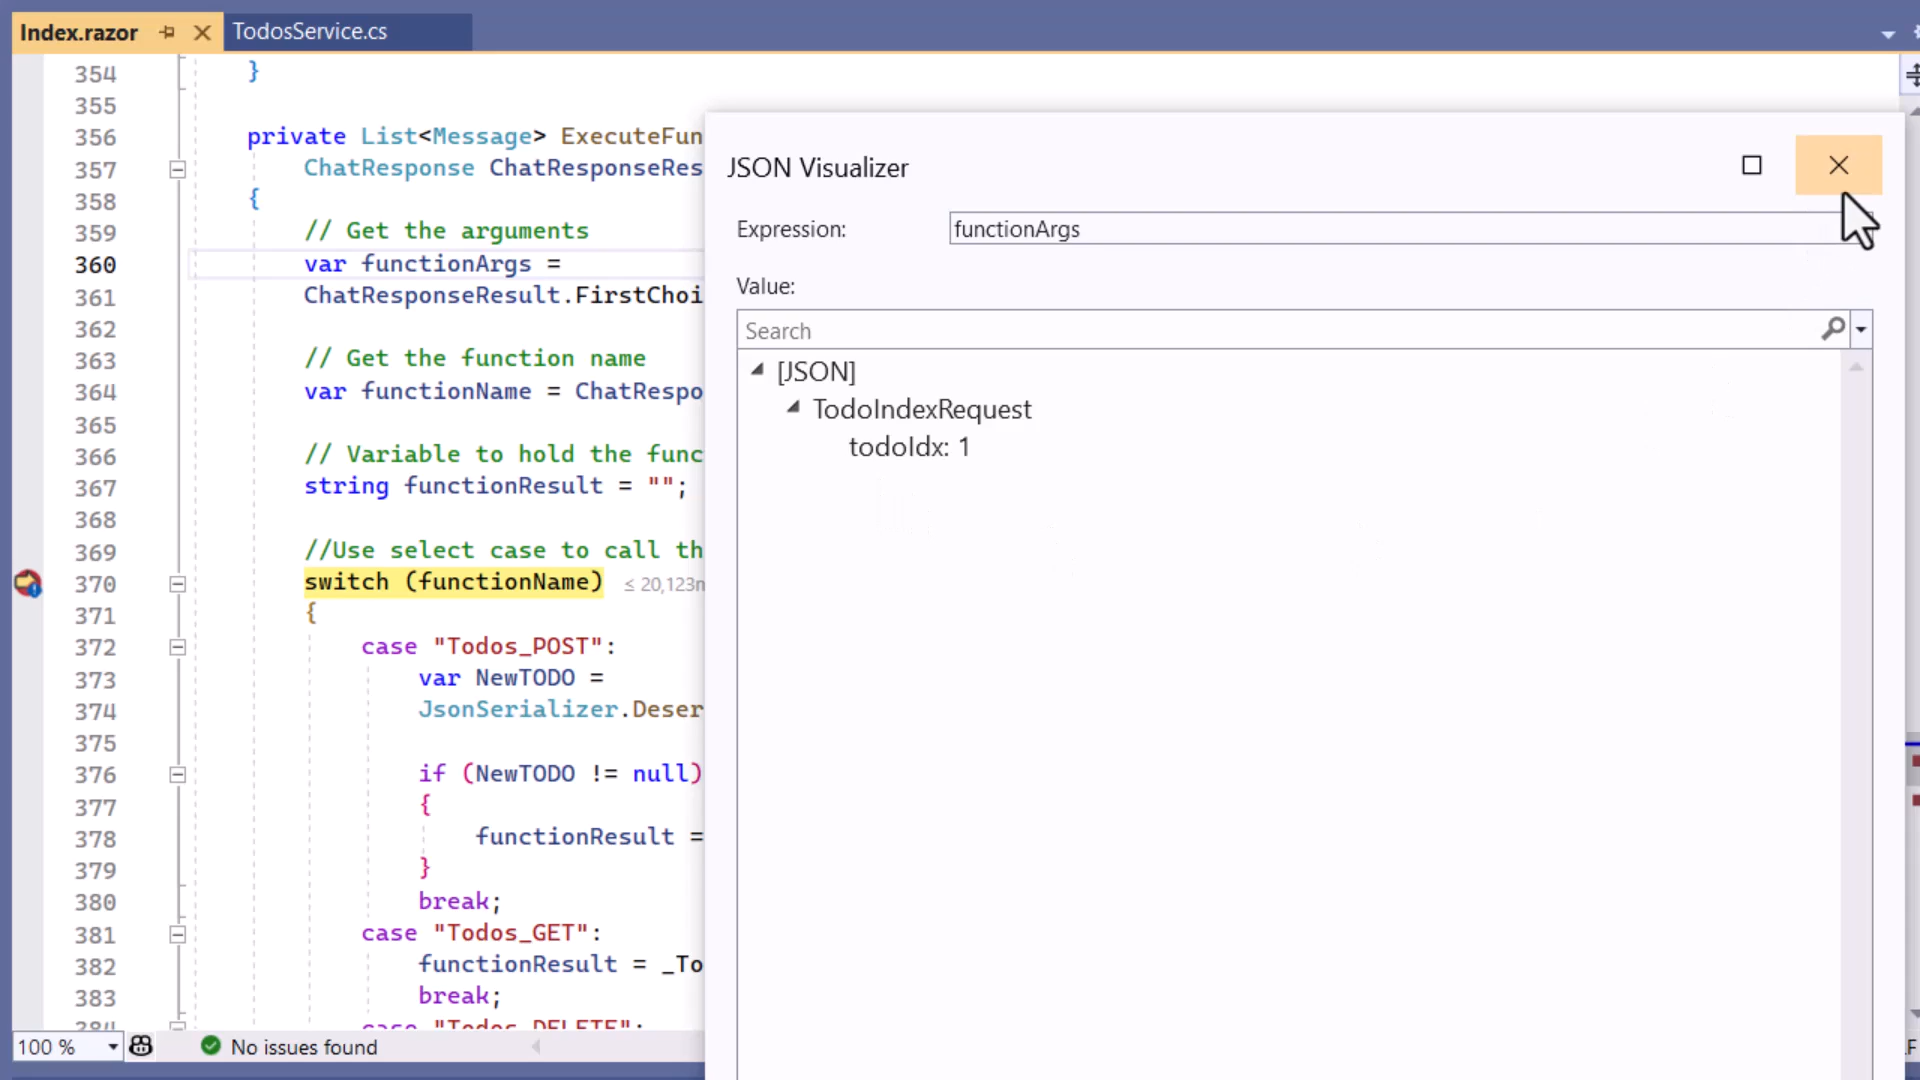 Index.razor
TodosService.cs
354 }
355
356 private List<Message> ExecuteFun
357 ChatResponse ChatResponseRes
358 {
359 // Get the arguments
360 var functionArgs =
361 ChatResponseResult.FirstChoi
362
363 // Get the function name
364 var functionName = ChatRespo
365
366 // Variable to hold the func
367 string functionResult = "";
368
369 //Use select case to call th
370 switch (functionName) ≤ 20,123m
371 {
372 case "Todos_POST":
373 var NewTODO =
374 JsonSerializer.Deser
375
376 if (NewTODO != null)
377 {
378 functionResult =
379 }
380 break;
381 case "Todos_GET":
382 functionResult = _To
383 break;
384 case "Todos_DELETE":
100 %
No issues found
JSON Visualizer
Expression:
functionArgs
Value:
Search
[JSON]
TodoIndexRequest
todoIdx: 1